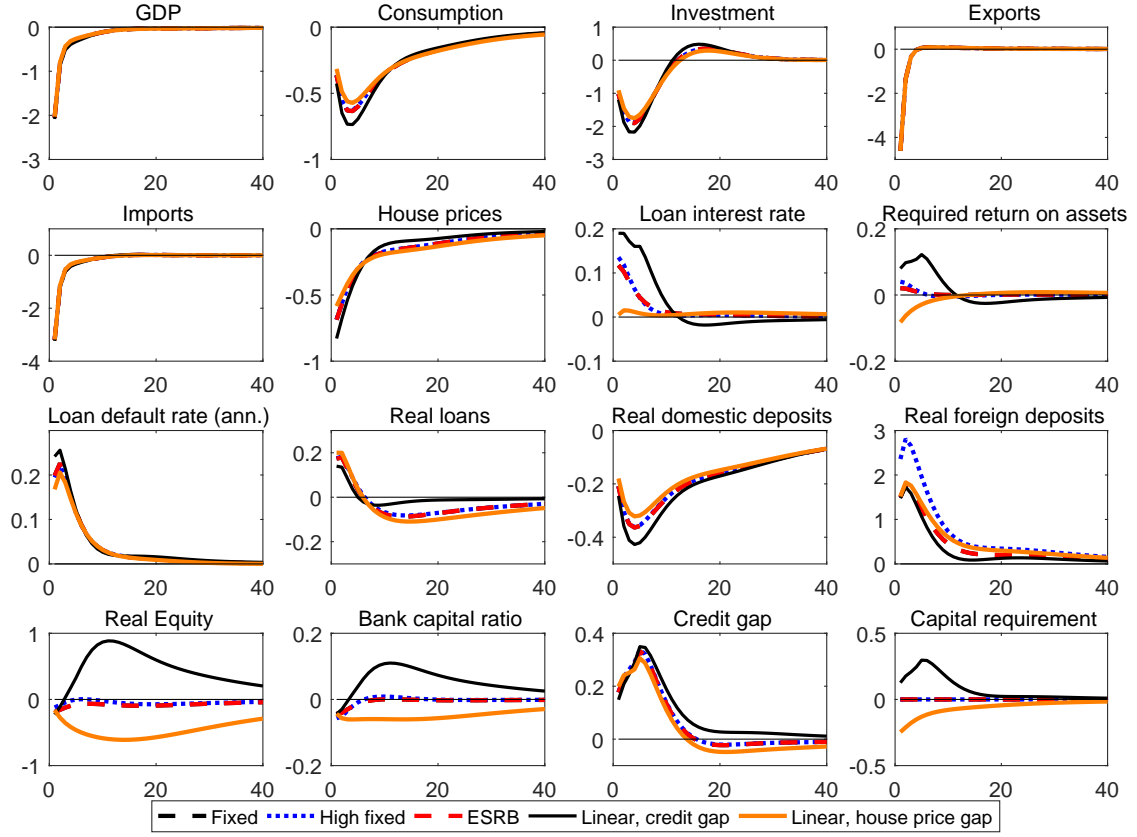 GDP
0
-1
-2
-3
0 20 40
Consumption
0
-0.5
-1
0 20 40
Investment
1
0
-1
-2
-3
0 20 40
Exports
0
-2
-4
0 20 40
Imports
0
-2
-4
0 20 40
House prices
0
-0.5
-1
0 20 40
Loan interest rate
0.2
0.1
0
-0.1
0 20 40
Required return on assets
0.2
0
-0.2
0 20 40
Loan default rate (ann.)
0.2
0.1
0
0 20 40
Real loans
0.2
0
-0.2
0 20 40
Real domestic deposits
0
-0.2
-0.4
0 20 40
Real foreign deposits
3
2
1
0
0 20 40
Real Equity
1
0
-1
0 20 40
Bank capital ratio
0.2
0
-0.2
0 20 40
Credit gap
0.4
0.2
0
0 20 40
Capital requirement
0.5
0
-0.5
0 20 40
Fixed High fixed ESRB Linear, credit gap Linear, house price gap